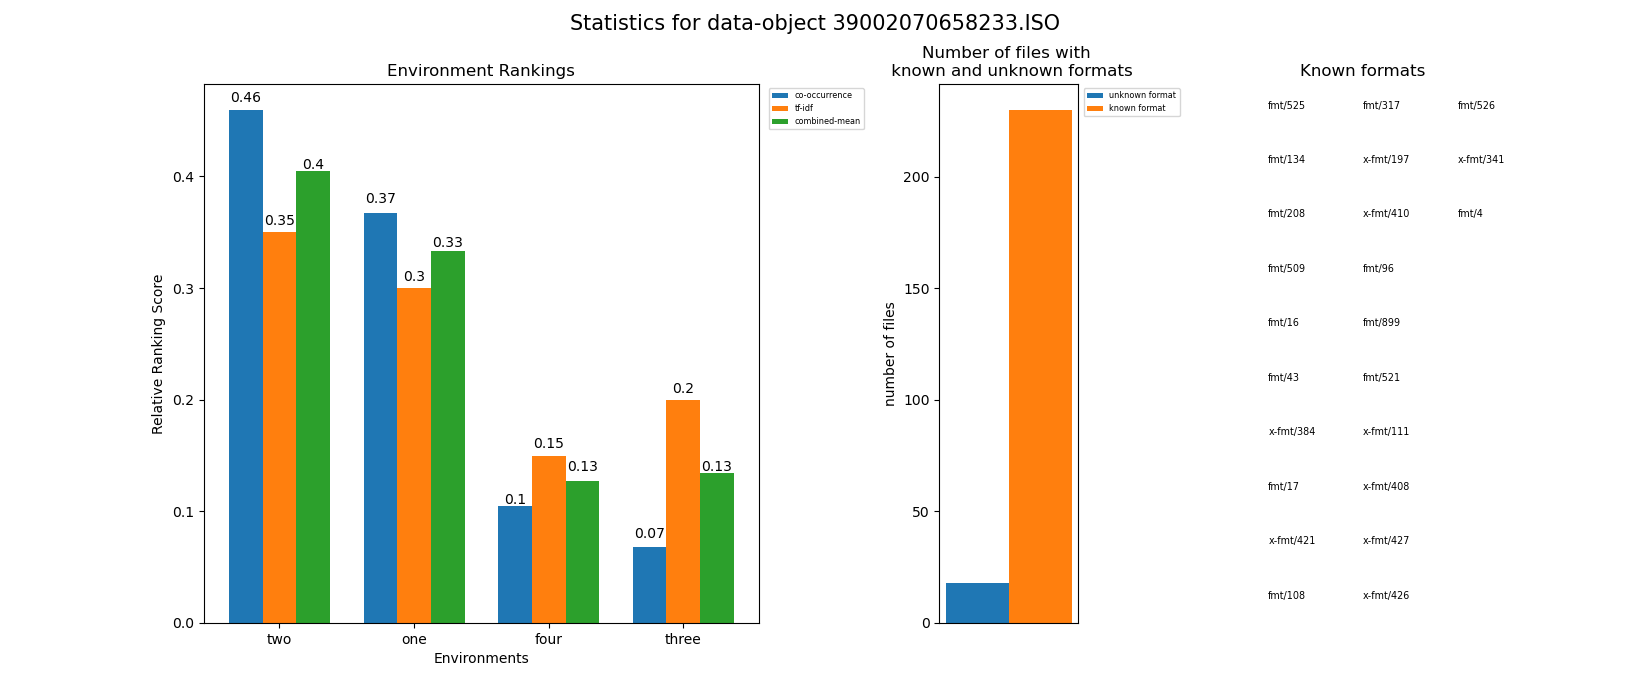 Statistics for data-object 39002070658233.ISO
Environment Rankings
0.46
0.35
0.4
0.37
0.3
0.33
0.1
0.15
0.13
0.07
0.2
0.13
Relative Ranking Score
0.4
0.3
0.2
0.1
0.0
two one four three
Environments
co-occurrence
tf-idf
combined-mean
Number of files with
known and unknown formats
number of files
200
150
100
50
0
unknown format
known format
Known formats
fmt/525 fmt/317 fmt/526
fmt/134 x-fmt/197 x-fmt/341
fmt/208 x-fmt/410 fmt/4
fmt/509 fmt/96
fmt/16 fmt/899
fmt/43 fmt/521
x-fmt/384 x-fmt/111
fmt/17 x-fmt/408
x-fmt/421 x-fmt/427
fmt/108 x-fmt/426